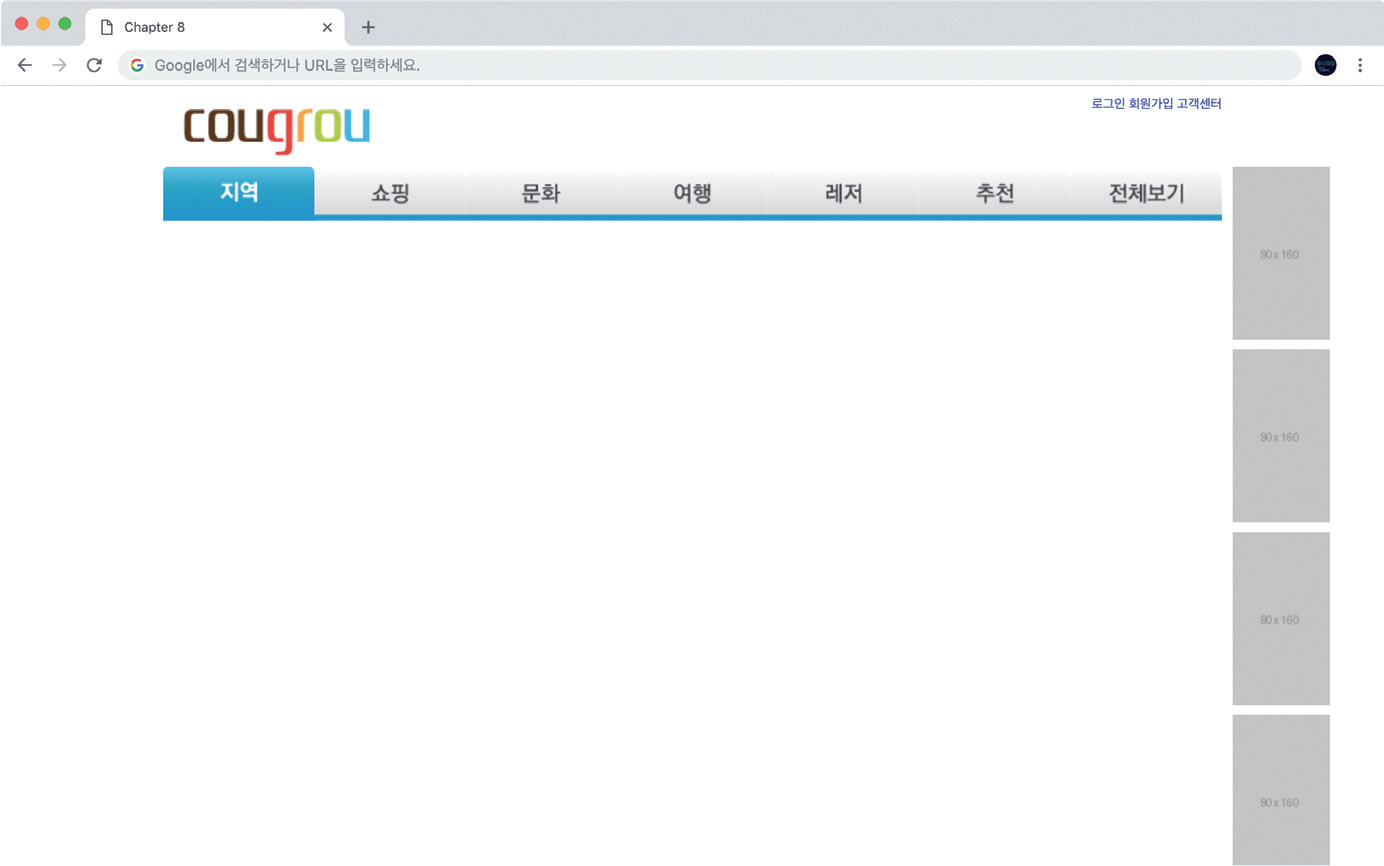 Chapter 8
Google에서 검색하거나 URL을 입력하세요.
로그인 회원가입 고객센터
cougrou
지역 쇼핑 문화 여행 레저 추천 전체보기
90 x 160
90 x 160
90 x 160
90 x 160